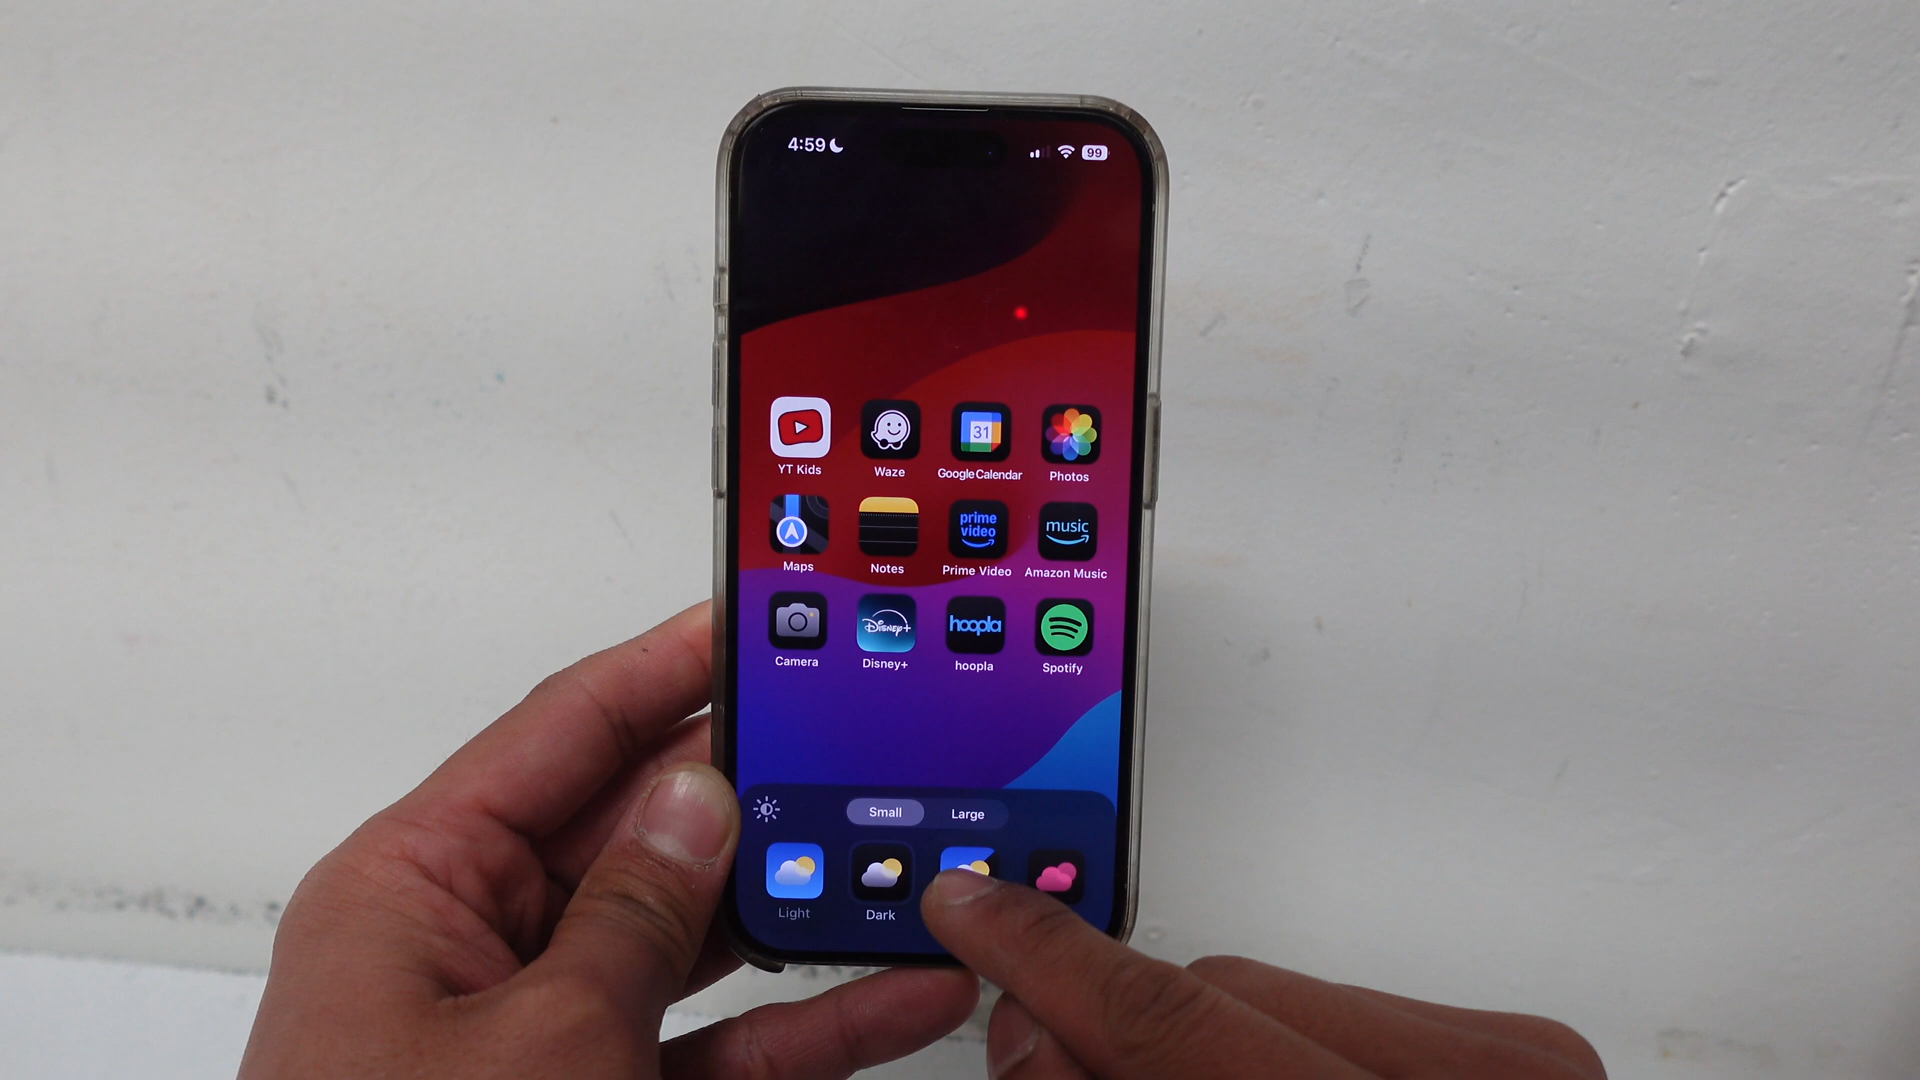 4:59 99
31
YT Kids Waze Google Calendar Photos
prime
video music
Maps Notes Prime Video Amazon Music
Disney+ hoopla
Camera Disney+ hoopla Spotify
Small Large
Light Dark